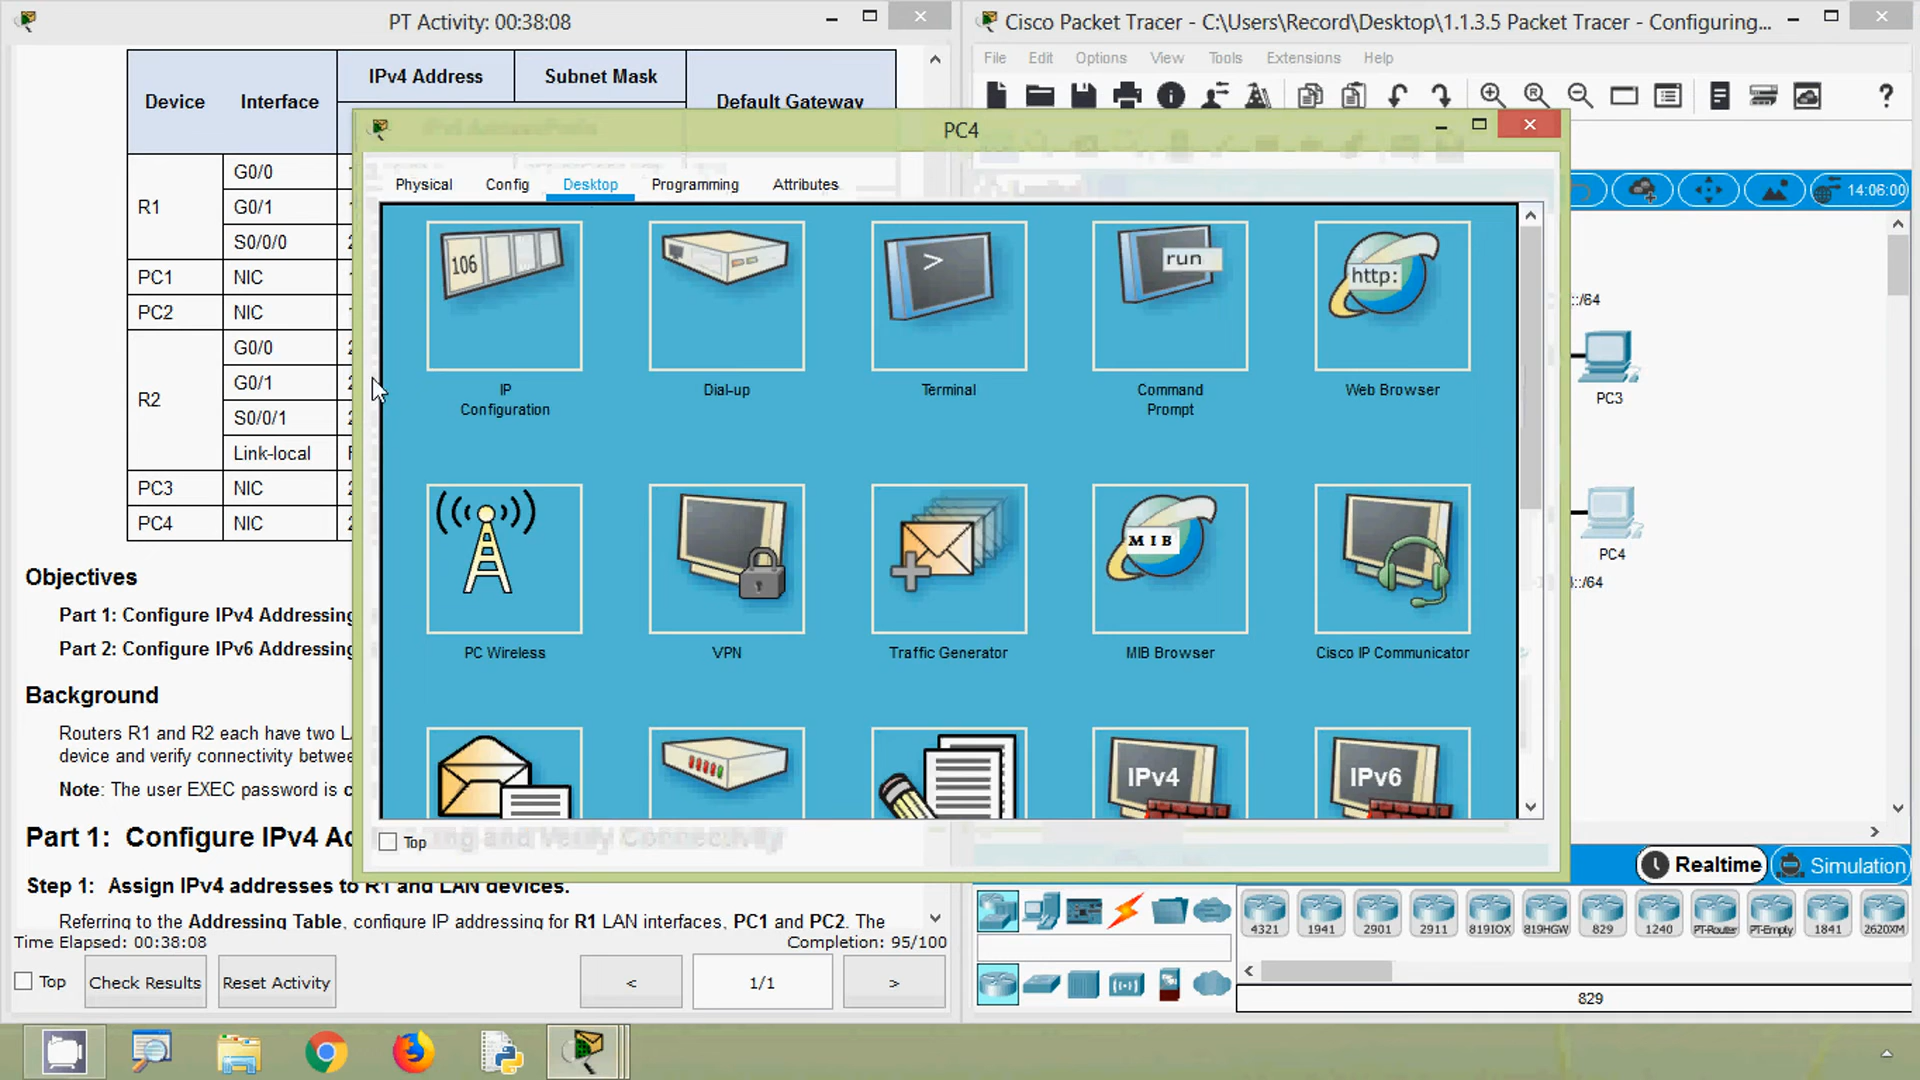 PT Activity: 00:38:08
Device
Interface
IPv4 Address
Subnet Mask
Default Gateway
R1
G0/0
G0/1
S0/0/0
PC1
NIC
PC2
NIC
R2
G0/0
G0/1
S0/0/1
Link-local
PC3
NIC
PC4
NIC
Objectives
Part 1: Configure IPv4 Addressing
Part 2: Configure IPv6 Addressing
Background
Routers R1 and R2 each have two
device and verify connectivity between
Note: The user EXEC password is
Part 1: Configure IPv4
Step 1: Assign IPv4 addresses to R1 and LAN devices.
Referring to the Addressing Table, configure IP addressing for R1 LAN interfaces, PC1 and PC2. The
Time Elapsed: 00:38:08
Completion: 95/100
Top
Check Results
Reset Activity
<
1/1
>
PC4
Physical
Config
Desktop
Programming
Attributes
106
IP
Configuration
Dial-up
>
Terminal
run
Command
Prompt
http:
Web Browser
PC Wireless
VPN
Traffic Generator
MIB
MIB Browser
Cisco IP Communicator
IPv4
IPv6
Top
Cisco Packet Tracer - C:\Users\Record\Desktop\1.1.3.5 Packet Tracer - Configuring...
File
Edit
Options
View
Tools
Extensions
Help
14:06:00
::/64
PC3
PC4
::/64
Realtime
Simulation
4321
1941
2901
2911
819IOX
819HGW
829
1240
PT-Router
PT-Empty
1841
2620XM
829